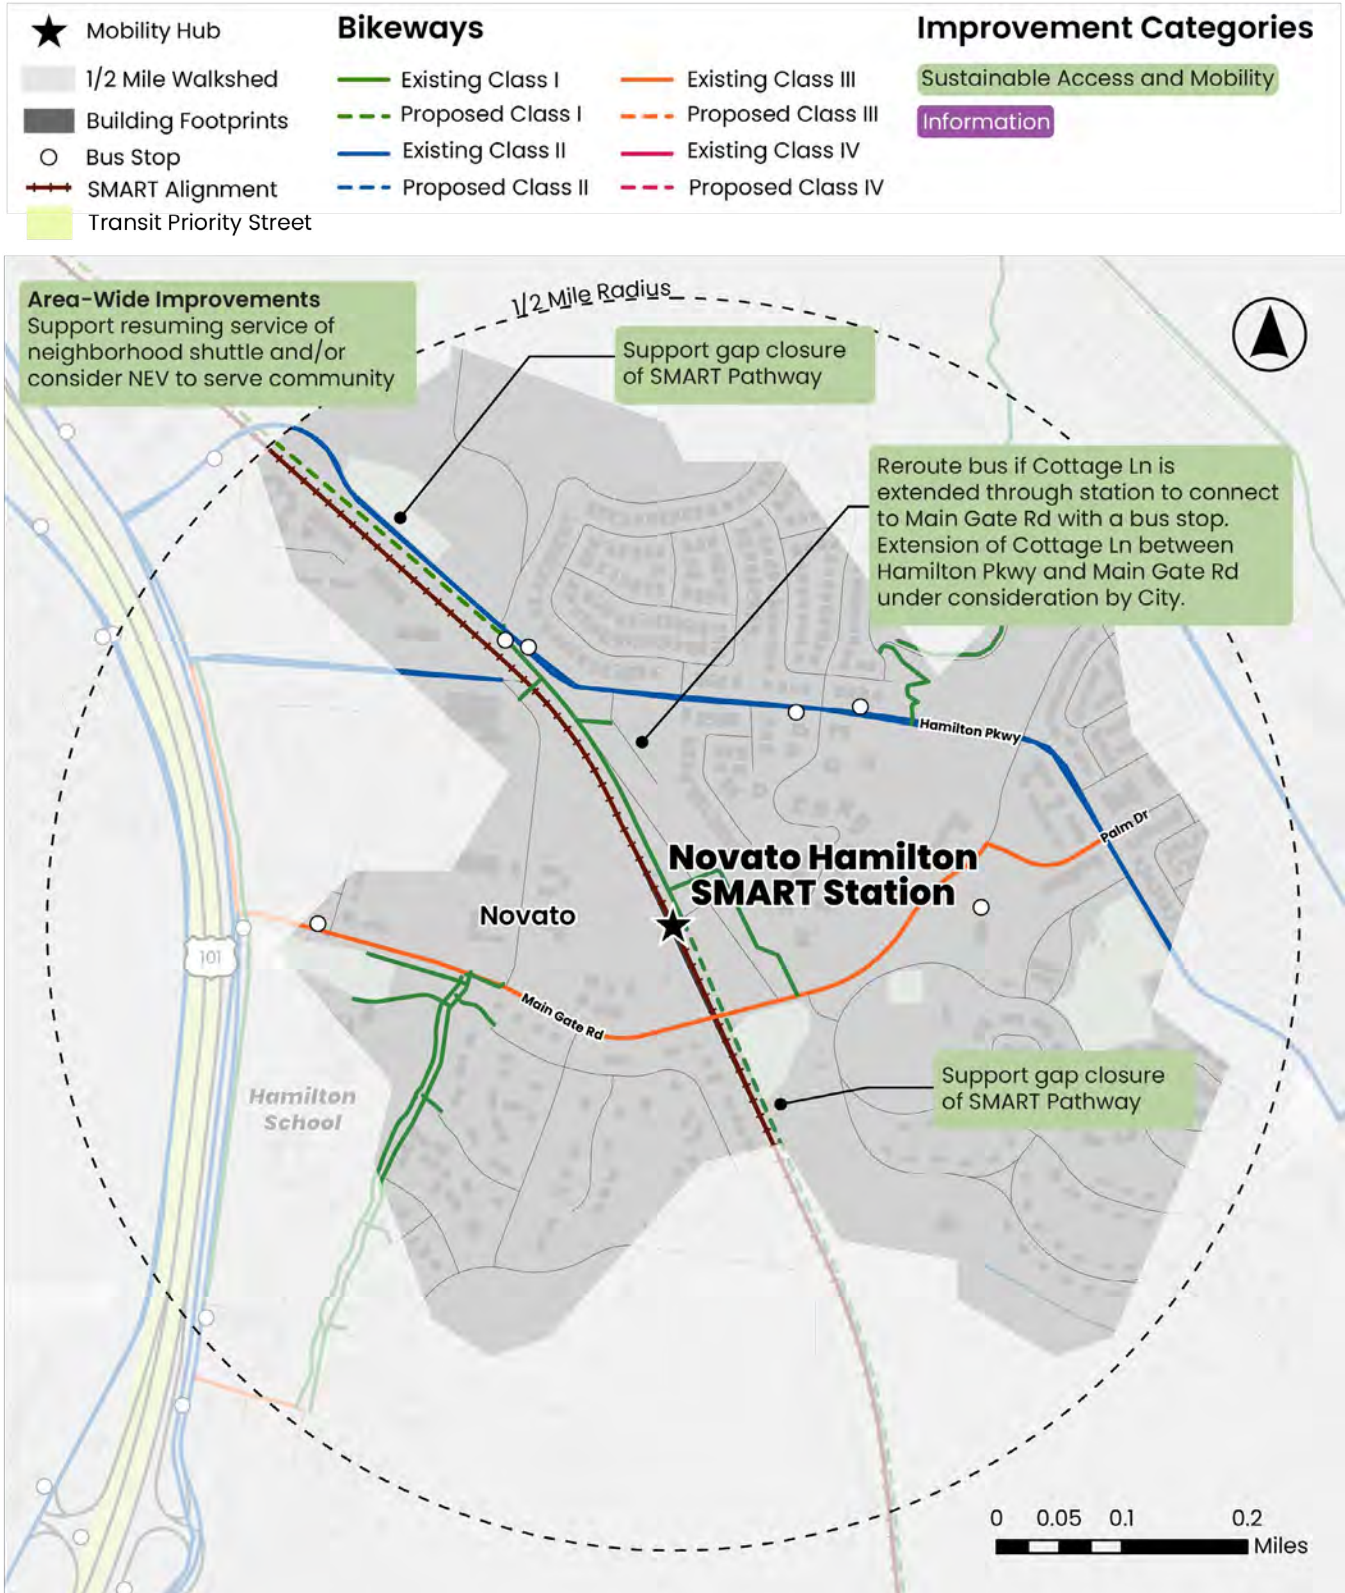 Mobility Hub
1/2 Mile Walkshed
Building Footprints
Bus Stop
SMART Alignment
Transit Priority Street
Bikeways
Existing Class I
Proposed Class I
Existing Class II
Proposed Class II
Existing Class III
Proposed Class III
Existing Class IV
Proposed Class IV
Improvement Categories
Sustainable Access and Mobility
Information
Area-Wide Improvements
Support resuming service of
neighborhood shuttle and/or
consider NEV to serve community
1/2 Mile Radius
Support gap closure
of SMART Pathway
Reroute bus if Cottage Ln is
extended through station to connect
to Main Gate Rd with a bus stop.
Extension of Cottage Ln between
Hamilton Pkwy and Main Gate Rd
under consideration by City.
Hamilton Pkwy
Palm Dr
Novato Hamilton
SMART Station
Novato
101
Main Gate Rd
Hamilton
School
Support gap closure
of SMART Pathway
0 0.05 0.1 0.2
Miles